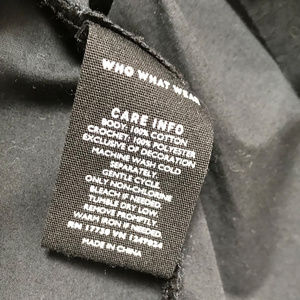 WHO WHAT WEAR
CARE INFO
BODY: 100% COTTON
CROCHET: 100% POLYESTER
EXCLUSIVE OF DECORATION
MACHINE WASH COLD
SEPARATELY.
GENTLE CYCLE.
ONLY NON-CHLORINE
BLEACH IF NEEDED.
TUMBLE DRY LOW.
REMOVE PROMPTLY.
WARM IRON IF NEEDED.
RN 17730 VN
MADE IN CHINA